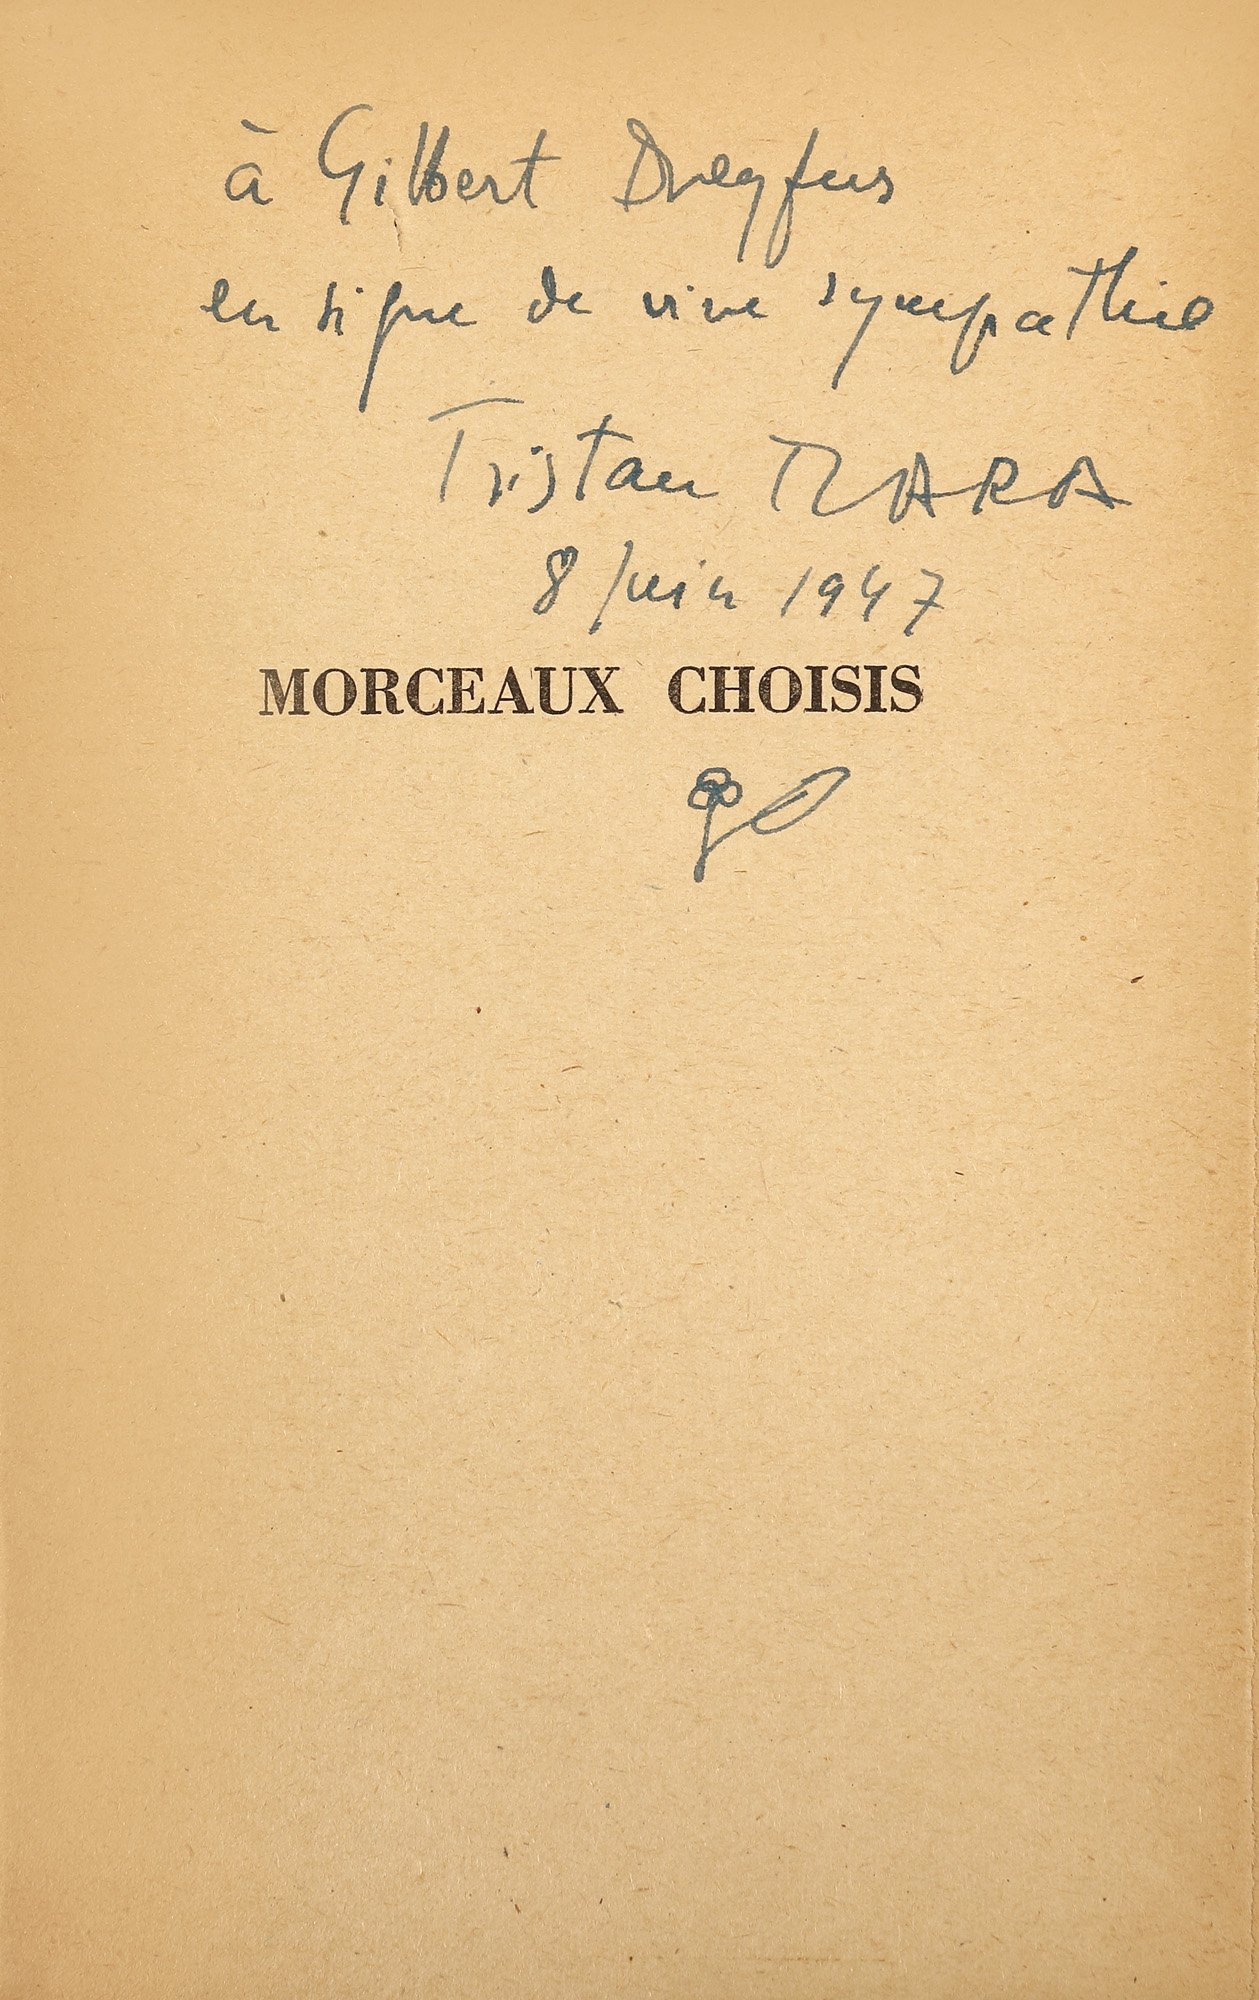 à Gilbert Dreyfus
en signe de vive sympathie
Tristan TZARA
8 juin 1947
MORCEAUX CHOISIS